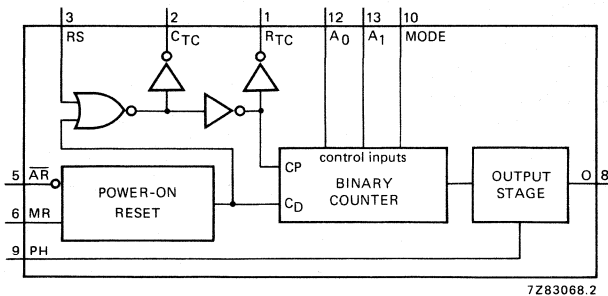 3 2 1 12 13 10
RS CTC RTC A0 A1 MODE
control inputs
CP
BINARY
COUNTER
CD
OUTPUT
STAGE
O 8
5 AR
POWER-ON
RESET
6 MR
9 PH
7Z83068.2